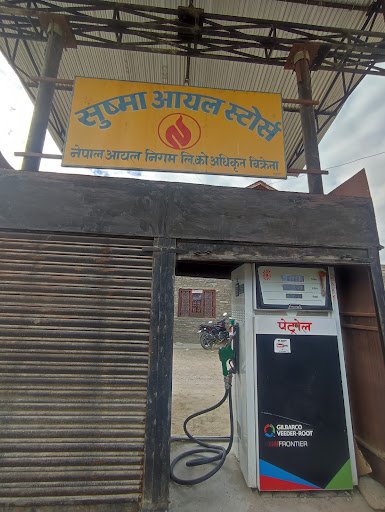 सुष्मा आयल स्टोर्स
नेपाल आयल निगम लि.को अधिकृत बिक्रेता
पेट्रोल
GILBARCO
VEEDER-ROOT
FRONTIER